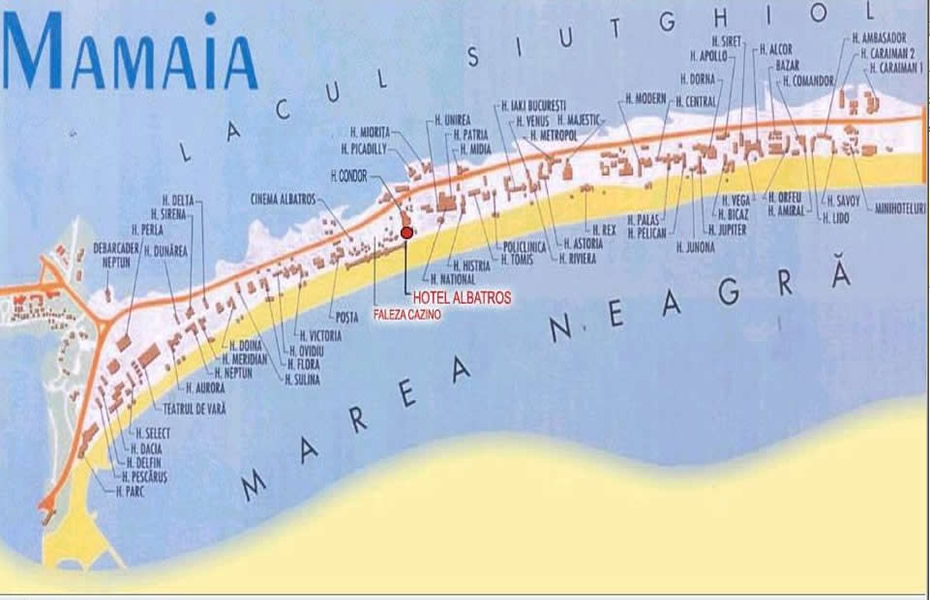 MAMAIA
LACUL SIUTGHIOL
H. SIRET
H. APOLLO
H. ALCOR
BAZAR
H. COMANDOR
H. AMBASADOR
H. CARAIMAN 2
H. CARAIMAN 1
H. DORNA
H. MODERN
H. CENTRAL
H. IAKI BUCUREȘTI
H. VENUS
H. MAJESTIC
H. METROPOL
H. UNIREA
H. PATRIA
H. MIDIA
H. MIORITA
H. PICADILLY
H. CONDOR
CINEMA ALBATROS
H. DELTA
H. SIRENA
H. PERLA
DEBARCADER
NEPTUN
H. DUNĂREA
H. VEGA
H. BICAZ
H. JUPITER
H. ORFEU
H. AMIRAL
H. SAVOY
H. LIDO
MINIHOTELURI
H. PALAS
H. PELICAN
H. JUNONA
H. REX
H. ASTORIA
H. RIVIERA
POLICLINICA
H. TOMIS
H. HISTRIA
H. NATIONAL
HOTEL ALBATROS
FALEZA CAZINO
POȘTA
H. VICTORIA
H. OVIDIU
H. FLORA
H. SULINA
H. DOINA
H. MERIDIAN
H. NEPTUN
H. AURORA
TEATRUL DE VARĂ
H. SELECT
H. DACIA
H. DELFIN
H. PESCĂRUȘ
H. PARC
MAREA NEAGRĂ